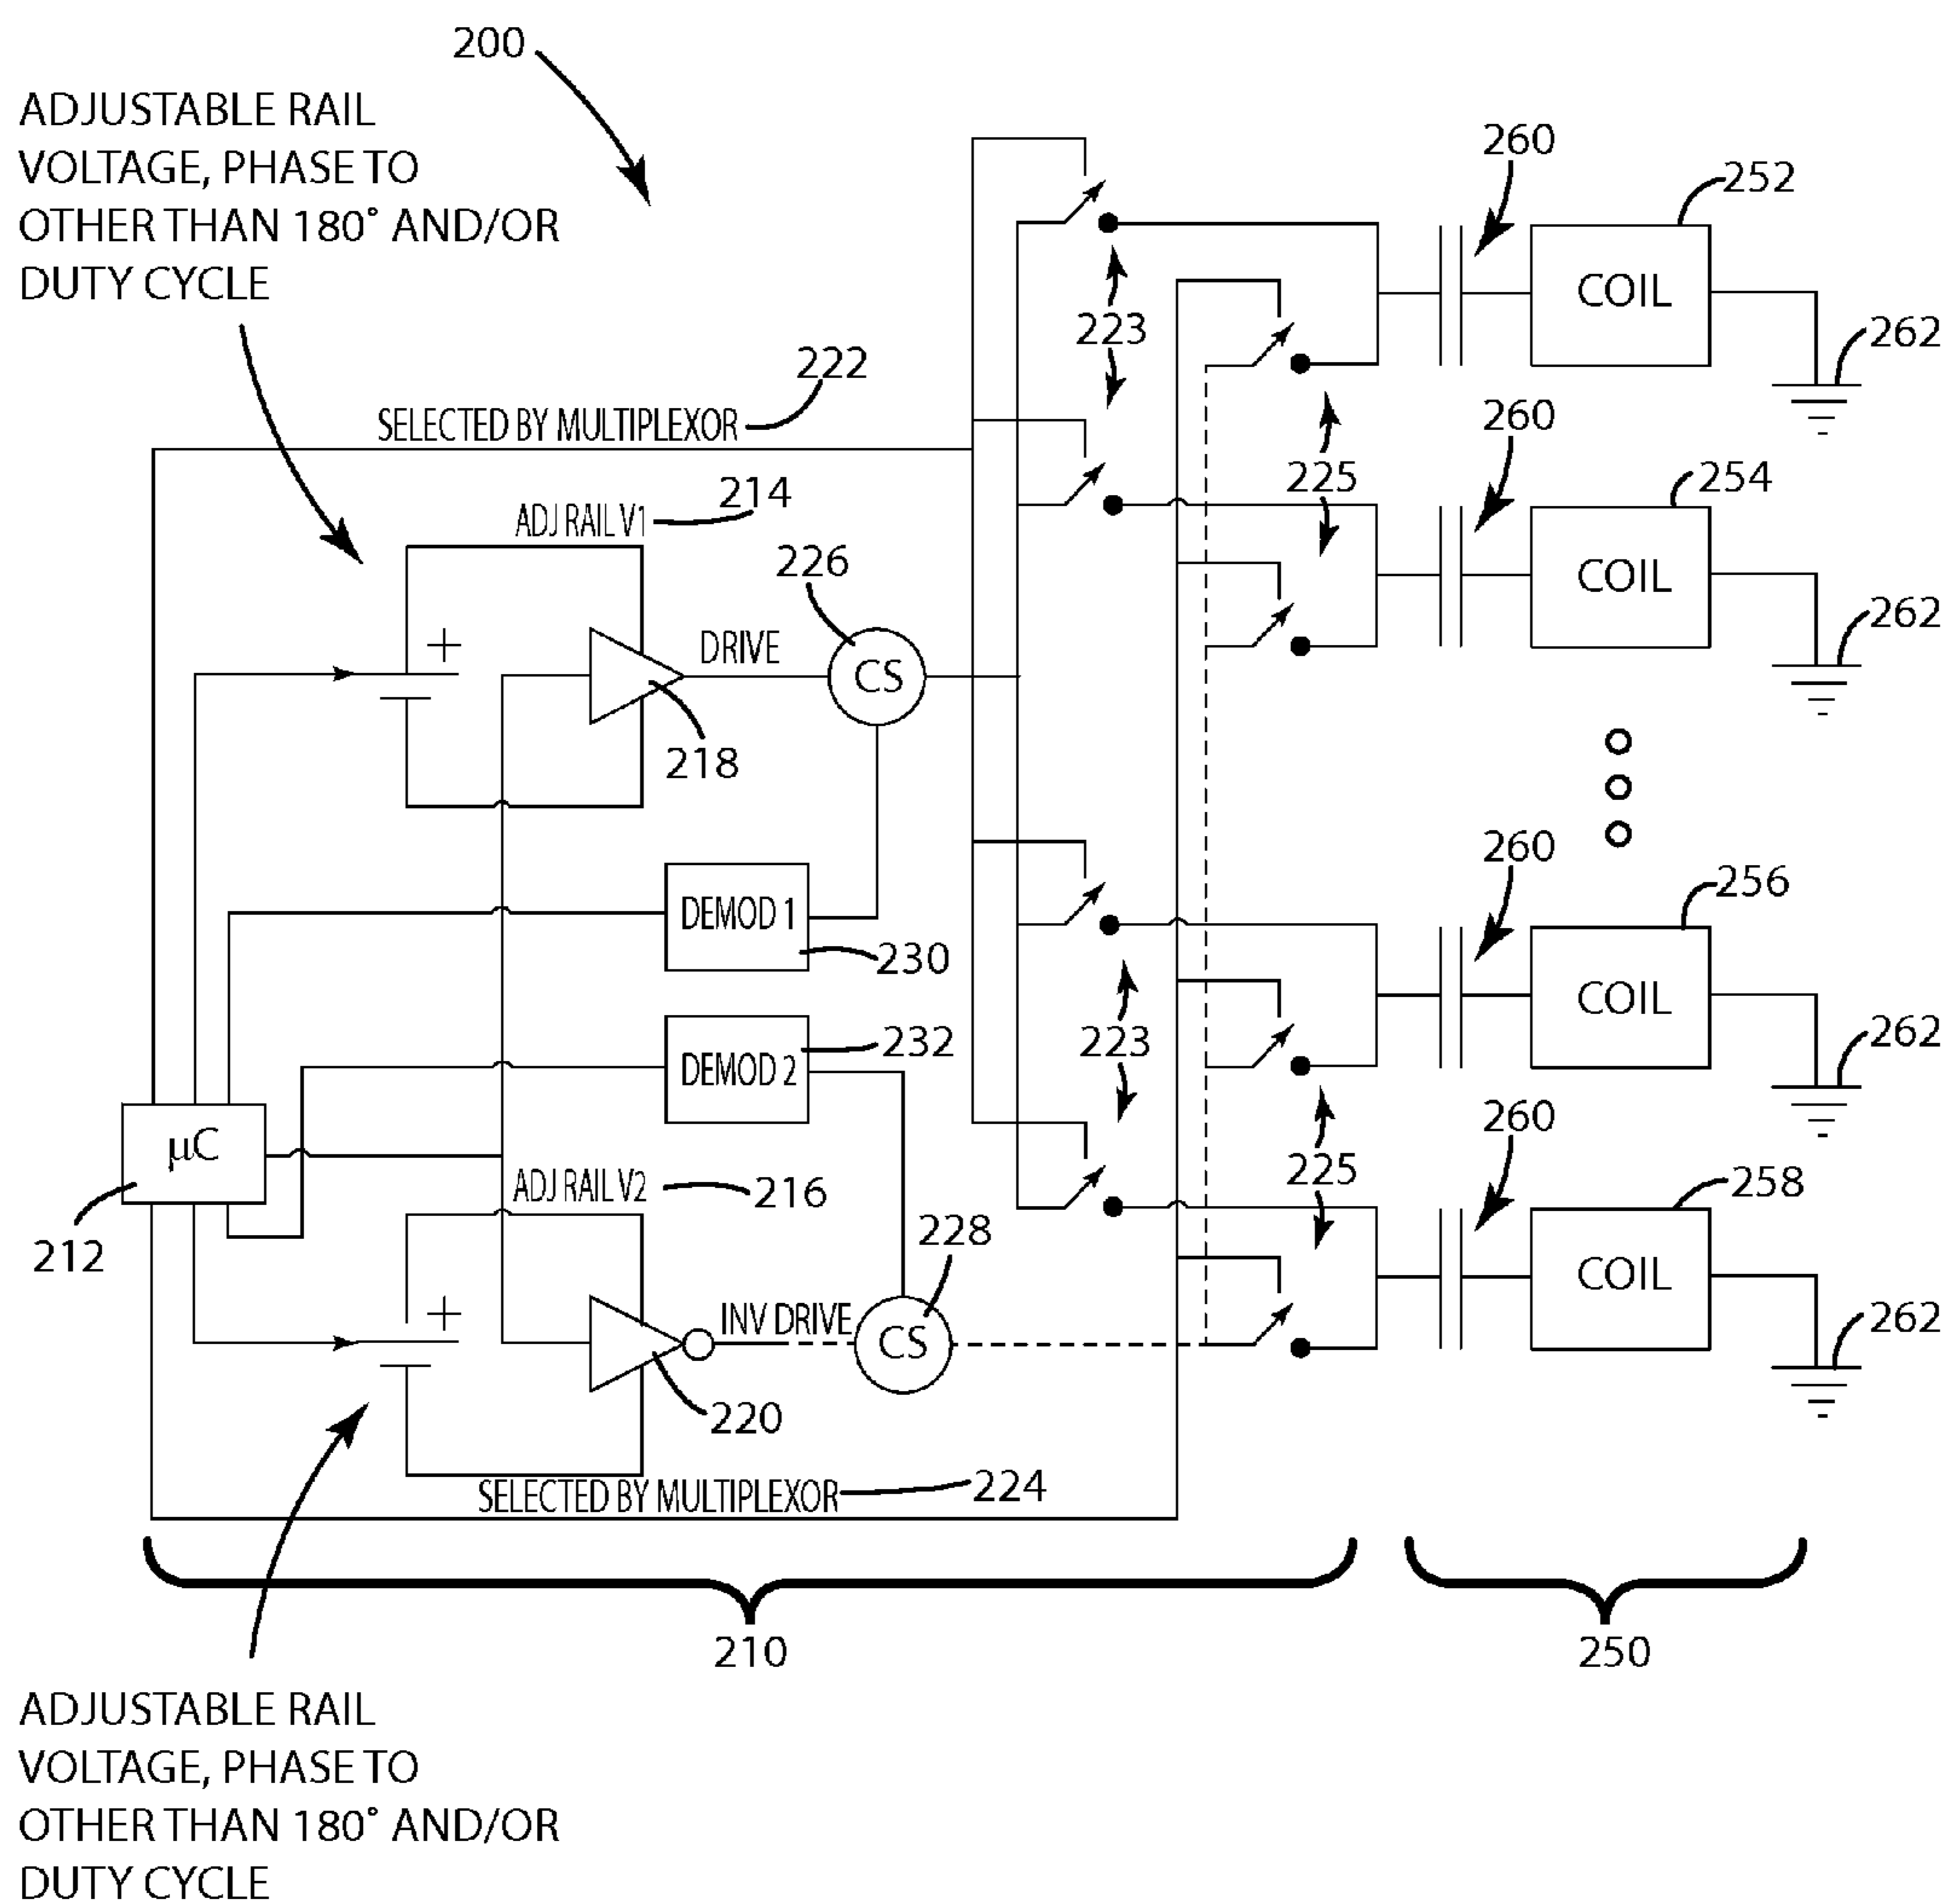 200
ADJUSTABLE RAIL
VOLTAGE, PHASE TO
OTHER THAN 180° AND/OR
DUTY CYCLE
260
252
223
262
222
SELECTED BY MULTIPLEXOR
COIL
260
225
254
214
ADJ RAIL V1
226
COIL
262
+
DRIVE
CS
218
260
256
DEMOD 1
230
COIL
262
232
223
DEMOD 2
260
μC
225
258
212
ADJ RAIL V2
216
228
COIL
262
+
INV DRIVE
CS
220
224
SELECTED BY MULTIPLEXOR
210
250
ADJUSTABLE RAIL
VOLTAGE, PHASE TO
OTHER THAN 180° AND/OR
DUTY CYCLE